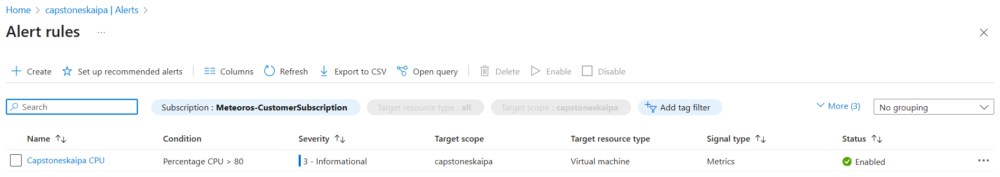 Home > capstoneskaipa | Alerts >
Alert rules ...
Create Set up recommended alerts Columns Refresh Export to CSV Open query Delete Enable Disable
Search Subscription : Meteoros-CustomerSubscription Target resource type : all Target scope : capstoneskaipa Add tag filter More (3) No grouping
Name Condition Severity Target scope Target resource type Signal type Status
Capstoneskaipa CPU Percentage CPU > 80 3 - Informational capstoneskaipa Virtual machine Metrics Enabled ...